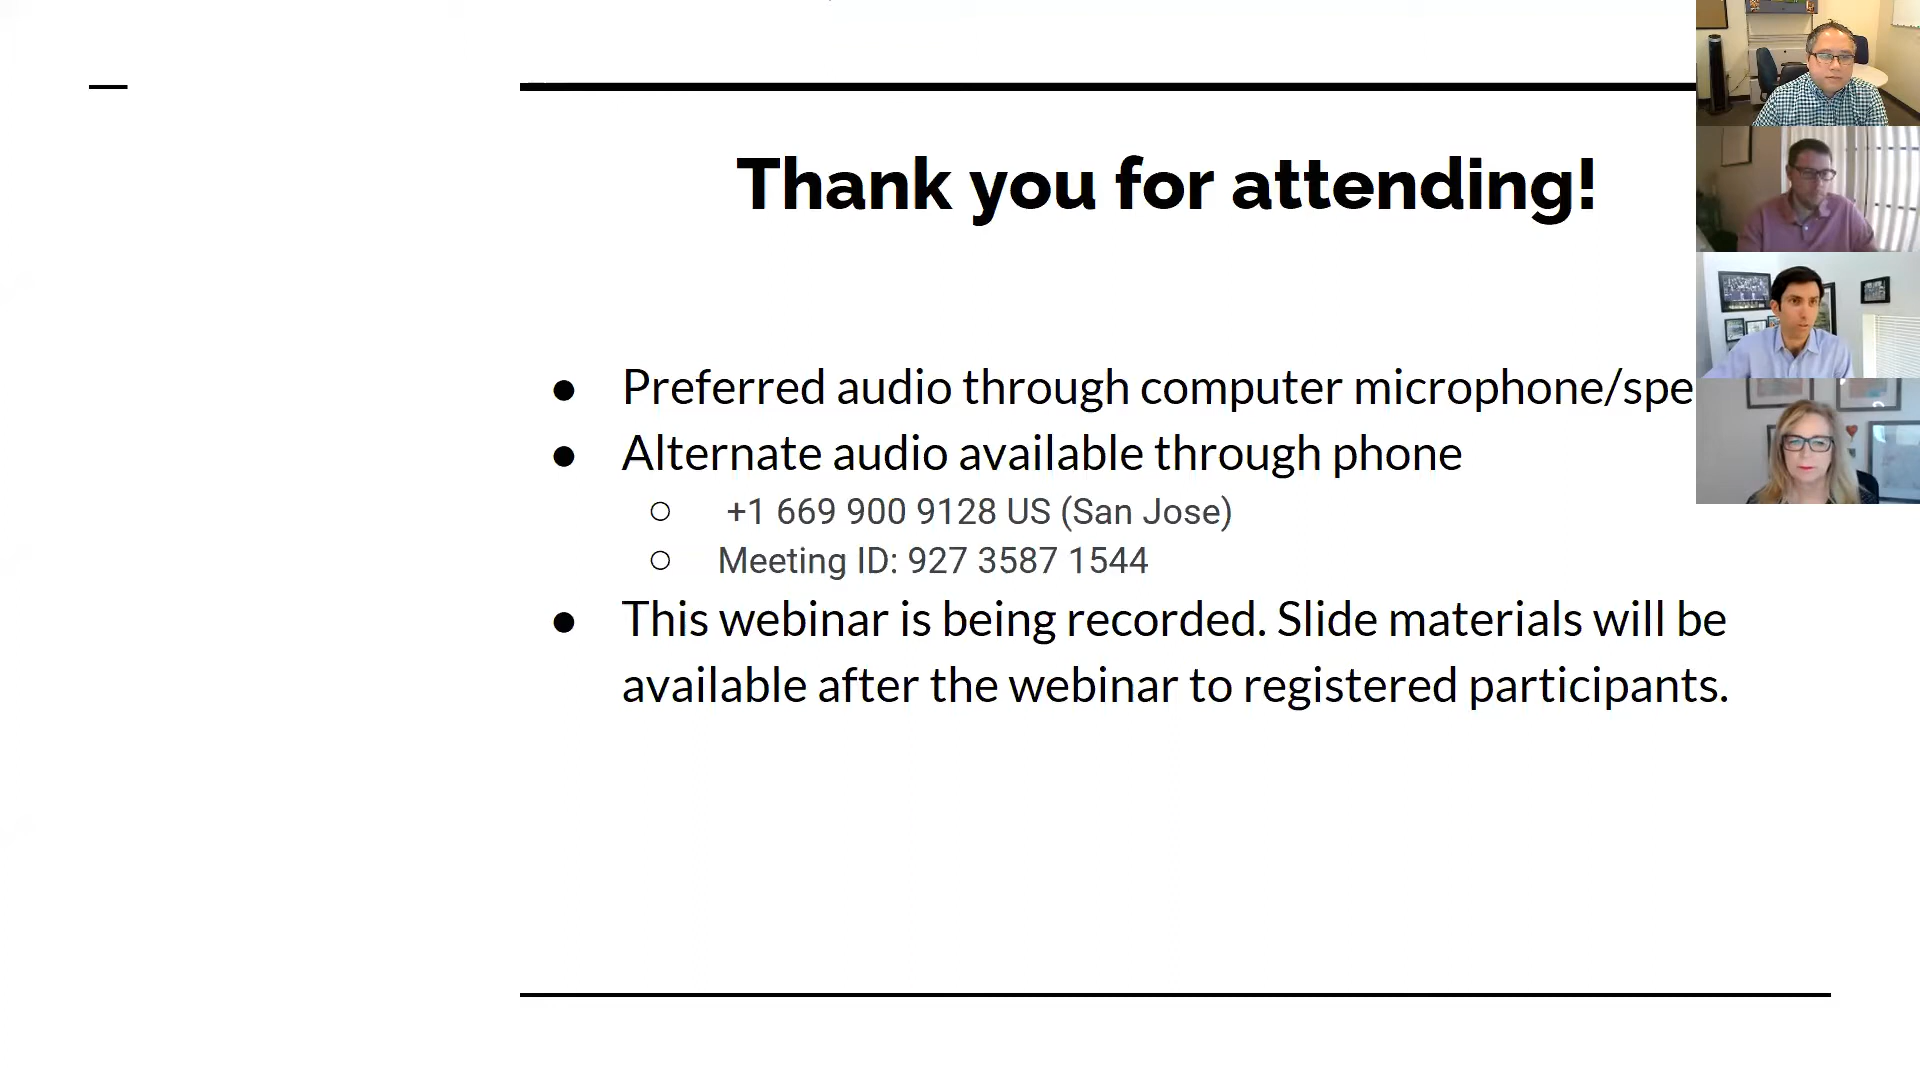 Thank you for attending!
● Preferred audio through computer microphone/spe
● Alternate audio available through phone
○ +1 669 900 9128 US (San Jose)
○ Meeting ID: 927 3587 1544
● This webinar is being recorded. Slide materials will be
available after the webinar to registered participants.